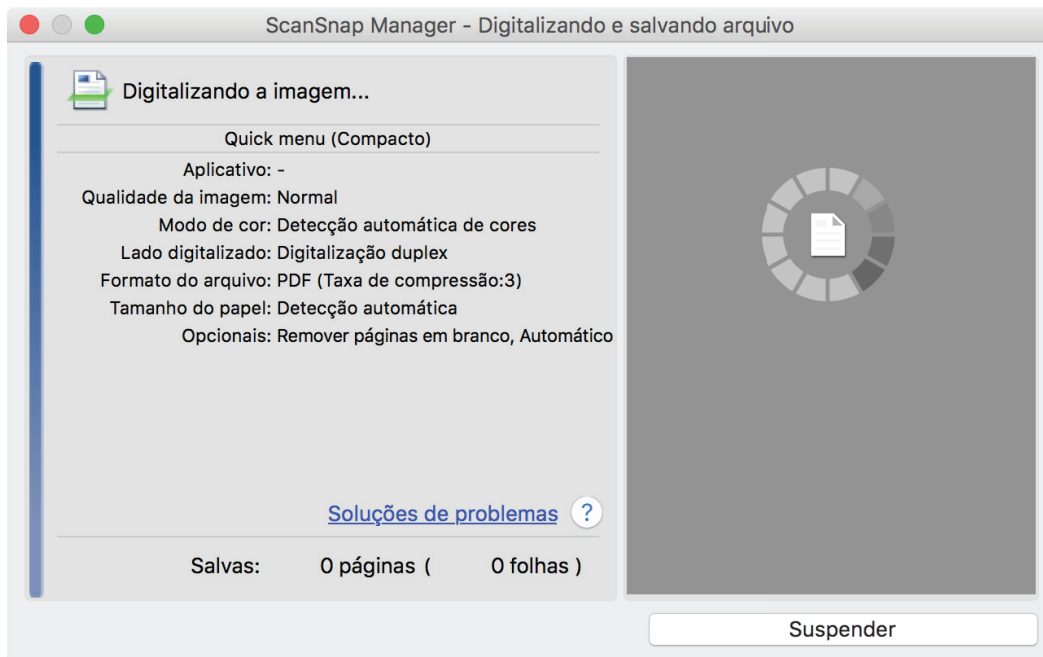 ScanSnap Manager - Digitalizando e salvando arquivo
Digitalizando a imagem...
Quick menu (Compacto)
Aplicativo: -
Qualidade da imagem: Normal
Modo de cor: Detecção automática de cores
Lado digitalizado: Digitalização duplex
Formato do arquivo: PDF (Taxa de compressão:3)
Tamanho do papel: Detecção automática
Opcionais: Remover páginas em branco, Automático
Soluções de problemas ?
Salvas: 0 páginas ( 0 folhas )
Suspender